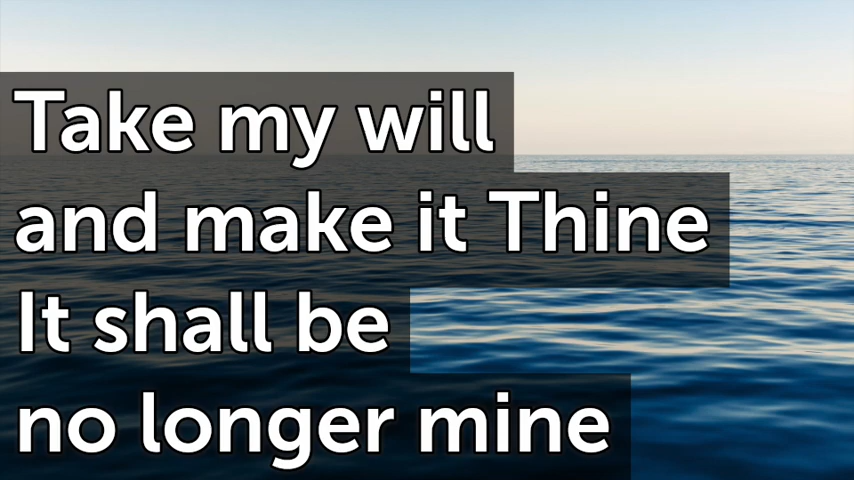 Take my will
and make it Thine
It shall be
no longer mine